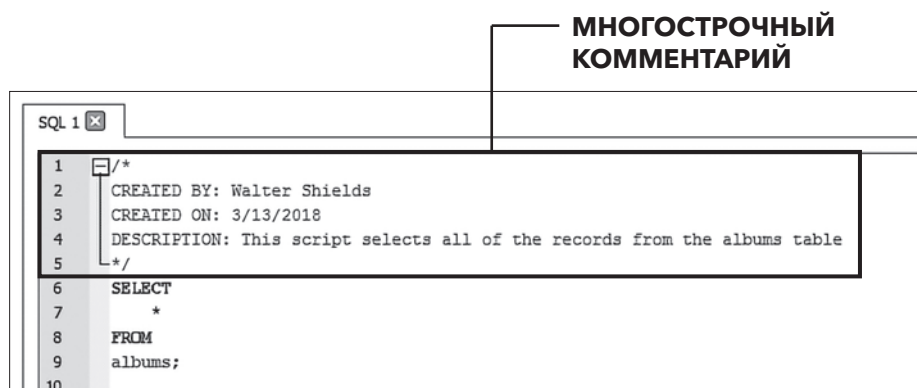 МНОГОСТРОЧНЫЙ
КОММЕНТАРИЙ
SQL 1
1 /*
2 CREATED BY: Walter Shields
3 CREATED ON: 3/13/2018
4 DESCRIPTION: This script selects all of the records from the albums table
5 */
6 SELECT
7 *
8 FROM
9 albums;
10